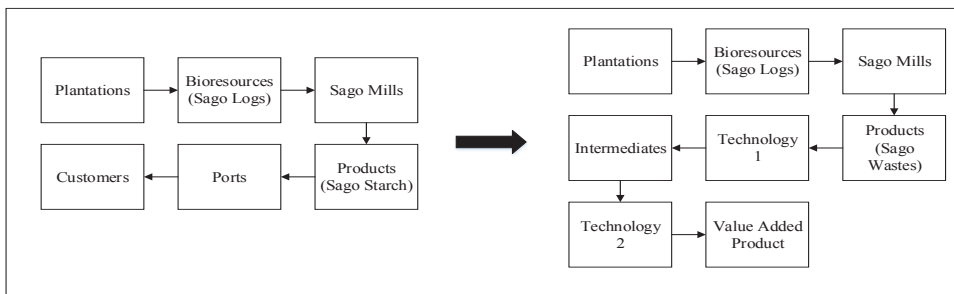 Plantations
Bioresources
(Sago Logs)
Sago Mills
Customers
Ports
Products
(Sago Starch)
Plantations
Bioresources
(Sago Logs)
Sago Mills
Intermediates
Technology
1
Products
(Sago
Wastes)
Technology
2
Value Added
Product